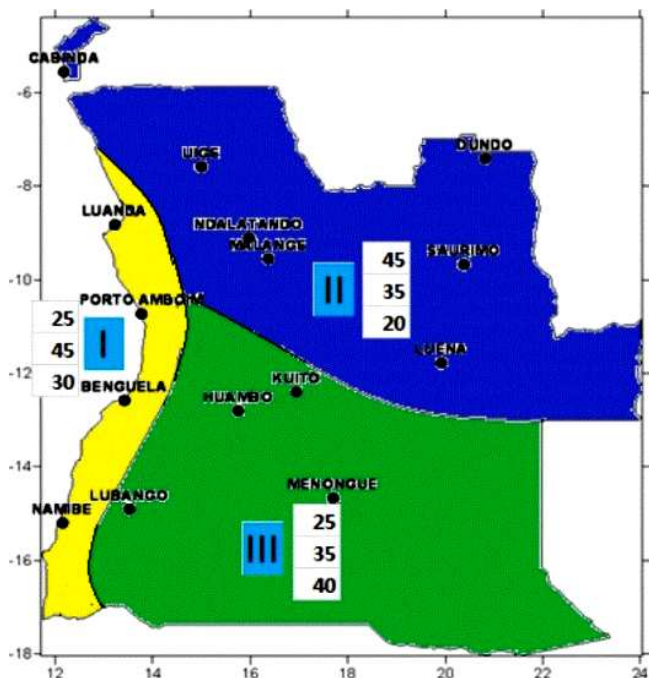 CABINDA
-6
UIGE
DUNDO
-8
LUANDA
NDALATANDO
MALANGE
SAURIMO
45
35
20
II
-10
PORTO AMBOIM
25
45
30
I
LUENA
-12
BENGUELA
KUITO
HUAMBO
-14
NAMIBE
LUBANGO
MENONGUE
III
25
35
40
-16
-18
12 14 16 18 20 22 24